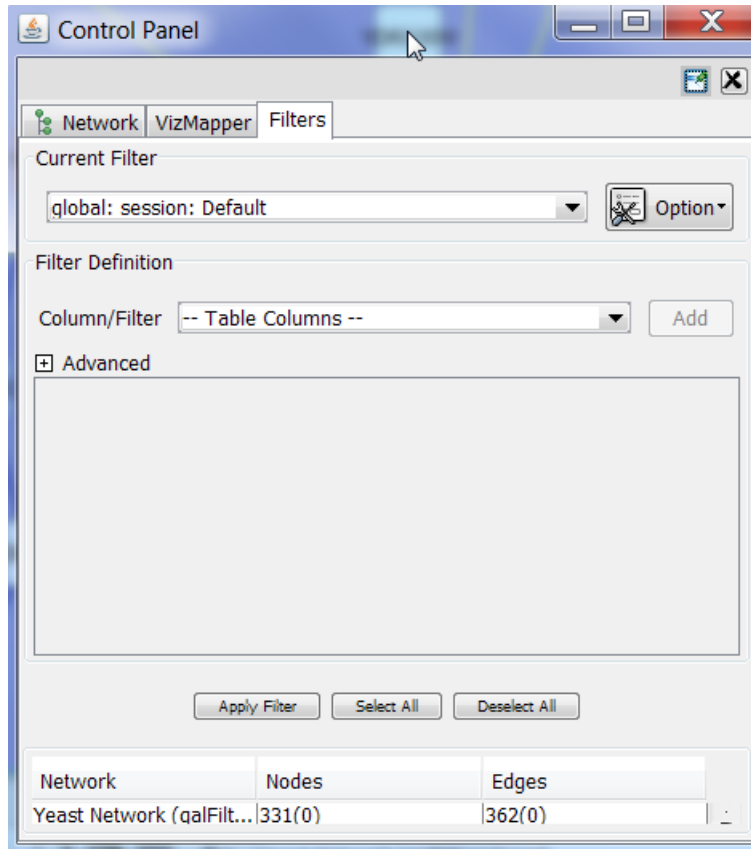 Control Panel
Network VizMapper Filters
Current Filter
global: session: Default Option
Filter Definition
Column/Filter -- Table Columns -- Add
Advanced
Apply Filter Select All Deselect All
Network Nodes Edges
Yeast Network (galFilt... 331(0) 362(0)